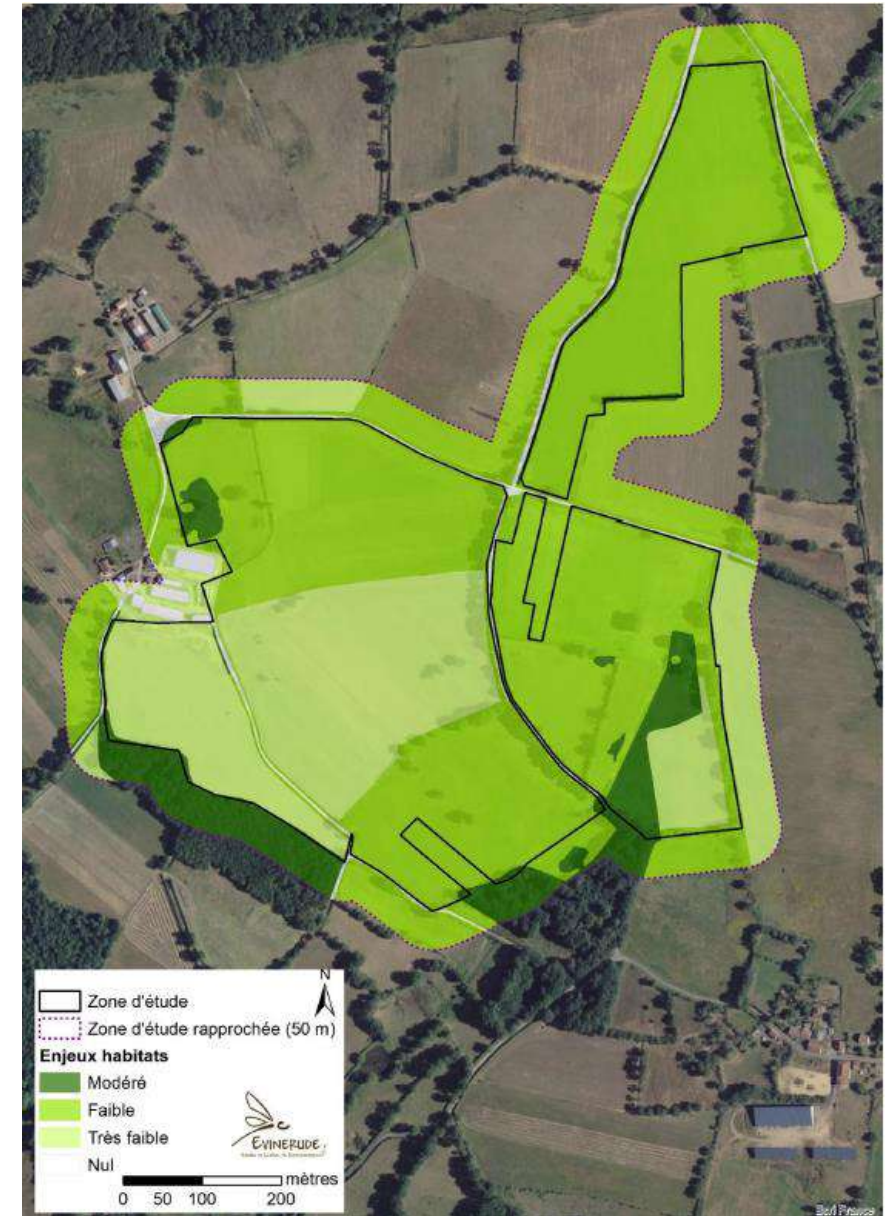 N
Zone d'étude
Zone d'étude rapprochée (50 m)
Enjeux habitats
Modéré
Faible
Très faible
Nul
EVINERUDE
mètres
0 50 100 200
Esri France